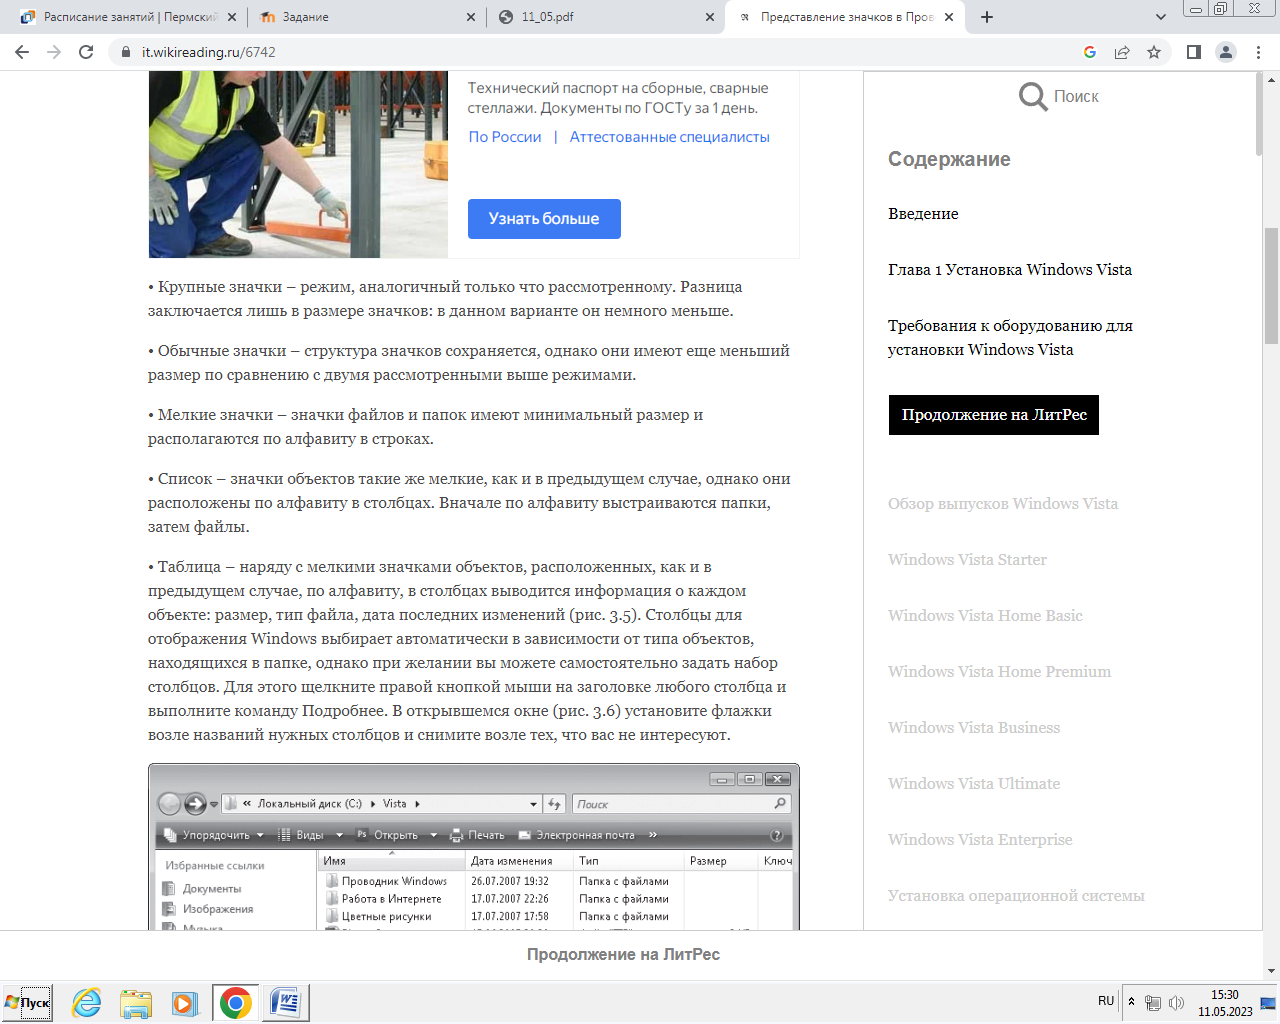 Расписание занятий | Пермский
Задание
11_05.pdf
Представление значков в Пров
it.wikireading.ru/6742
Технический паспорт на сборные, сварные
стеллажи. Документы по ГОСТу за 1 день.
По России | Аттестованные специалисты
Узнать больше
• Крупные значки – режим, аналогичный только что рассмотренному. Разница
заключается лишь в размере значков: в данном варианте он немного меньше.
• Обычные значки – структура значков сохраняется, однако они имеют еще меньший
размер по сравнению с двумя рассмотренными выше режимами.
• Мелкие значки – значки файлов и папок имеют минимальный размер и
располагаются по алфавиту в строках.
• Список – значки объектов такие же мелкие, как и в предыдущем случае, однако они
расположены по алфавиту в столбцах. Вначале по алфавиту выстраиваются папки,
затем файлы.
• Таблица – наряду с мелкими значками объектов, расположенных, как и в
предыдущем случае, по алфавиту, в столбцах выводится информация о каждом
объекте: размер, тип файла, дата последних изменений (рис. 3.5). Столбцы для
отображения Windows выбирает автоматически в зависимости от типа объектов,
находящихся в папке, однако при желании вы можете самостоятельно задать набор
столбцов. Для этого щелкните правой кнопкой мыши на заголовке любого столбца и
выполните команду Подробнее. В открывшемся окне (рис. 3.6) установите флажки
возле названий нужных столбцов и снимите возле тех, что вас не интересуют.
« Локальный диск (C:) Vista
Поиск
Упорядочить Виды Ps Открыть Печать Электронная почта »
Избранные ссылки
Документы
Изображения
Музыка
Имя Дата изменения Тип Размер Ключ
Проводник Windows 26.07.2007 19:32 Папка с файлами
Работа в Интернете 17.07.2007 22:26 Папка с файлами
Цветные рисунки 17.07.2007 17:58 Папка с файлами
Поиск
Содержание
Введение
Глава 1 Установка Windows Vista
Требования к оборудованию для
установки Windows Vista
Продолжение на ЛитРес
Обзор выпусков Windows Vista
Windows Vista Starter
Windows Vista Home Basic
Windows Vista Home Premium
Windows Vista Business
Windows Vista Ultimate
Windows Vista Enterprise
Установка операционной системы
Продолжение на ЛитРес
Пуск
RU
15:30
11.05.2023